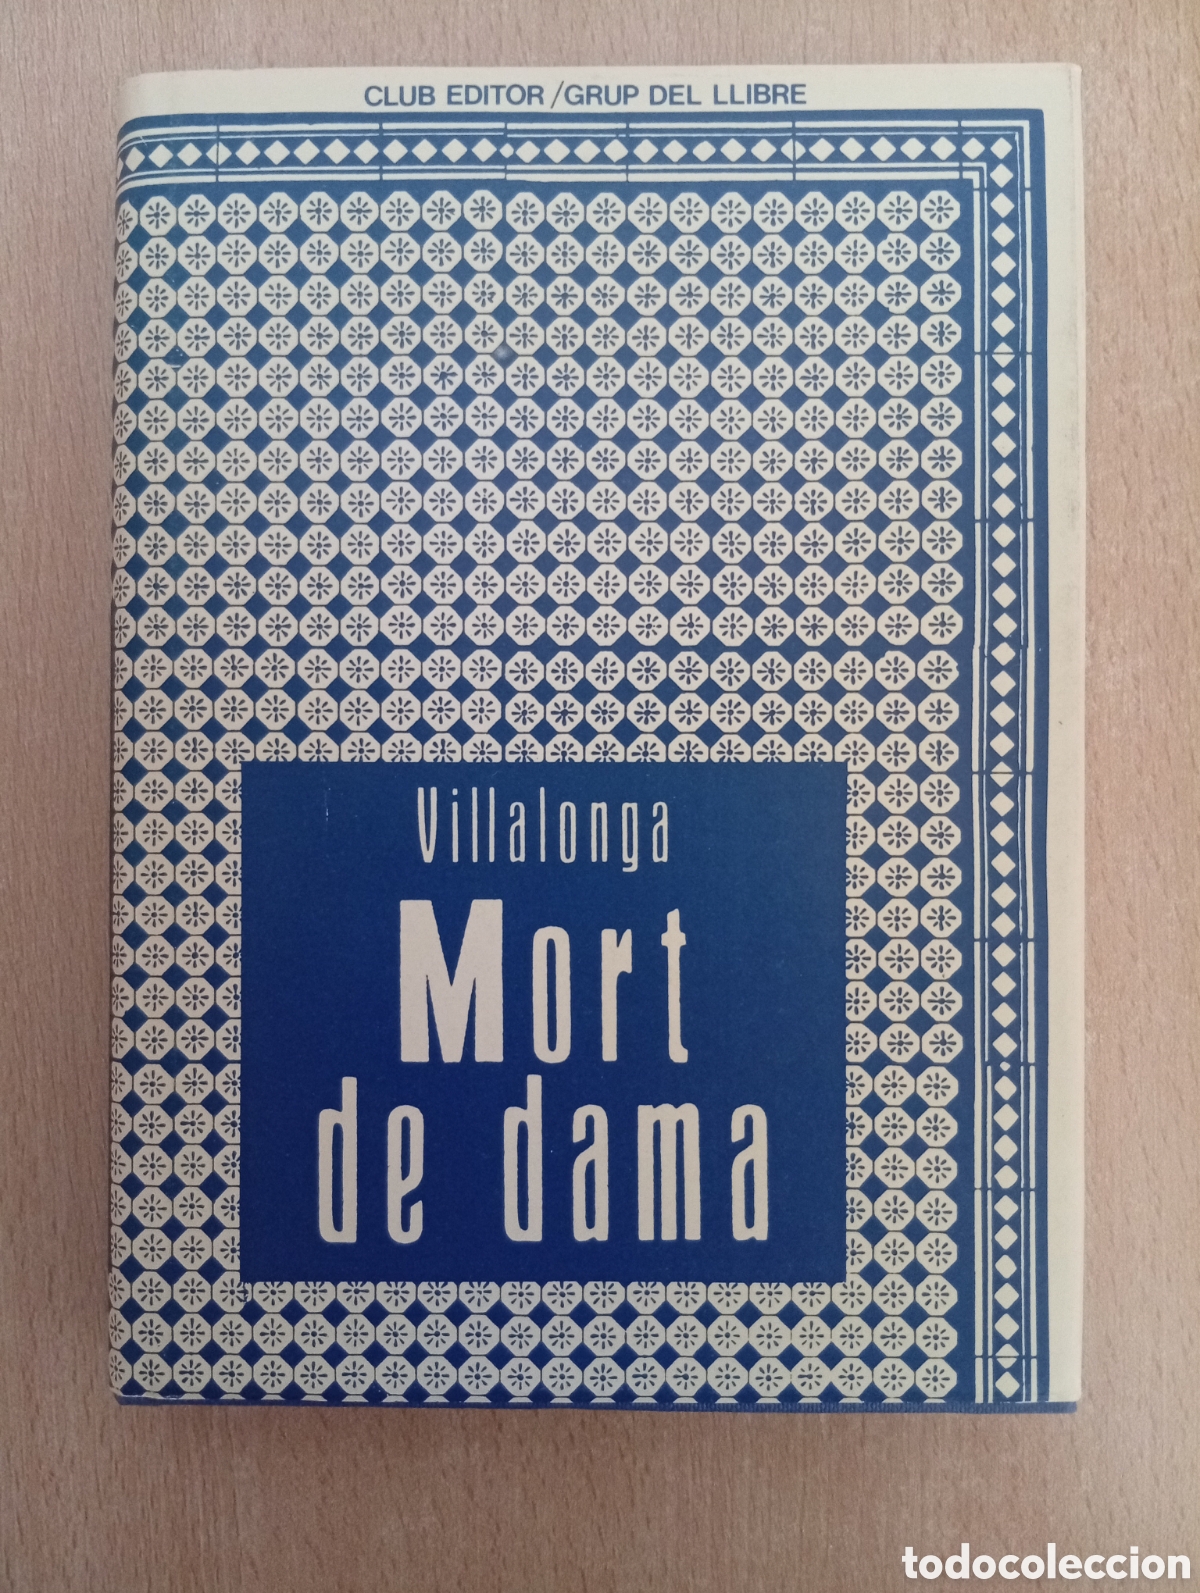 CLUB EDITOR/GRUP DEL LLIBRE
Villalonga
Mort
de dama
todocoleccion